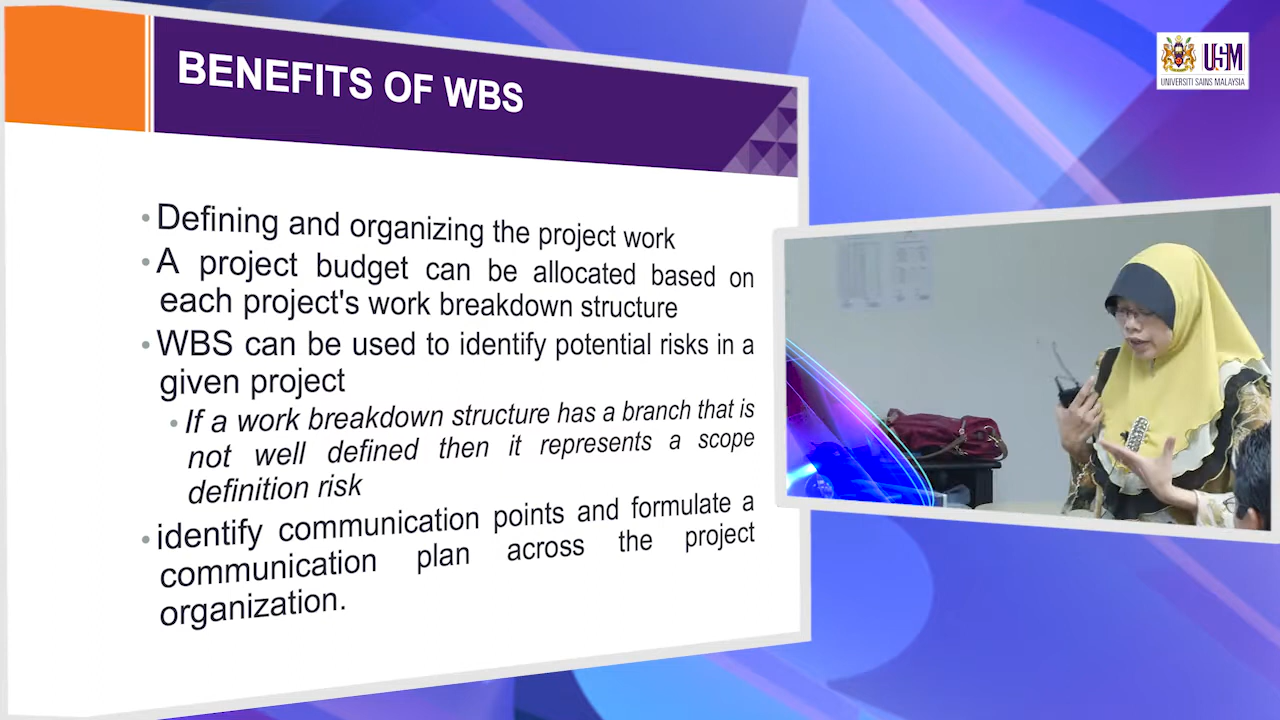 BENEFITS OF WBS
USM
UNIVERSITI SAINS MALAYSIA
• Defining and organizing the project work
• A project budget can be allocated based on
each project's work breakdown structure
• WBS can be used to identify potential risks in a
given project
• If a work breakdown structure has a branch that is
not well defined then it represents a scope
definition risk
• identify communication points and formulate a
communication plan across the project
organization.